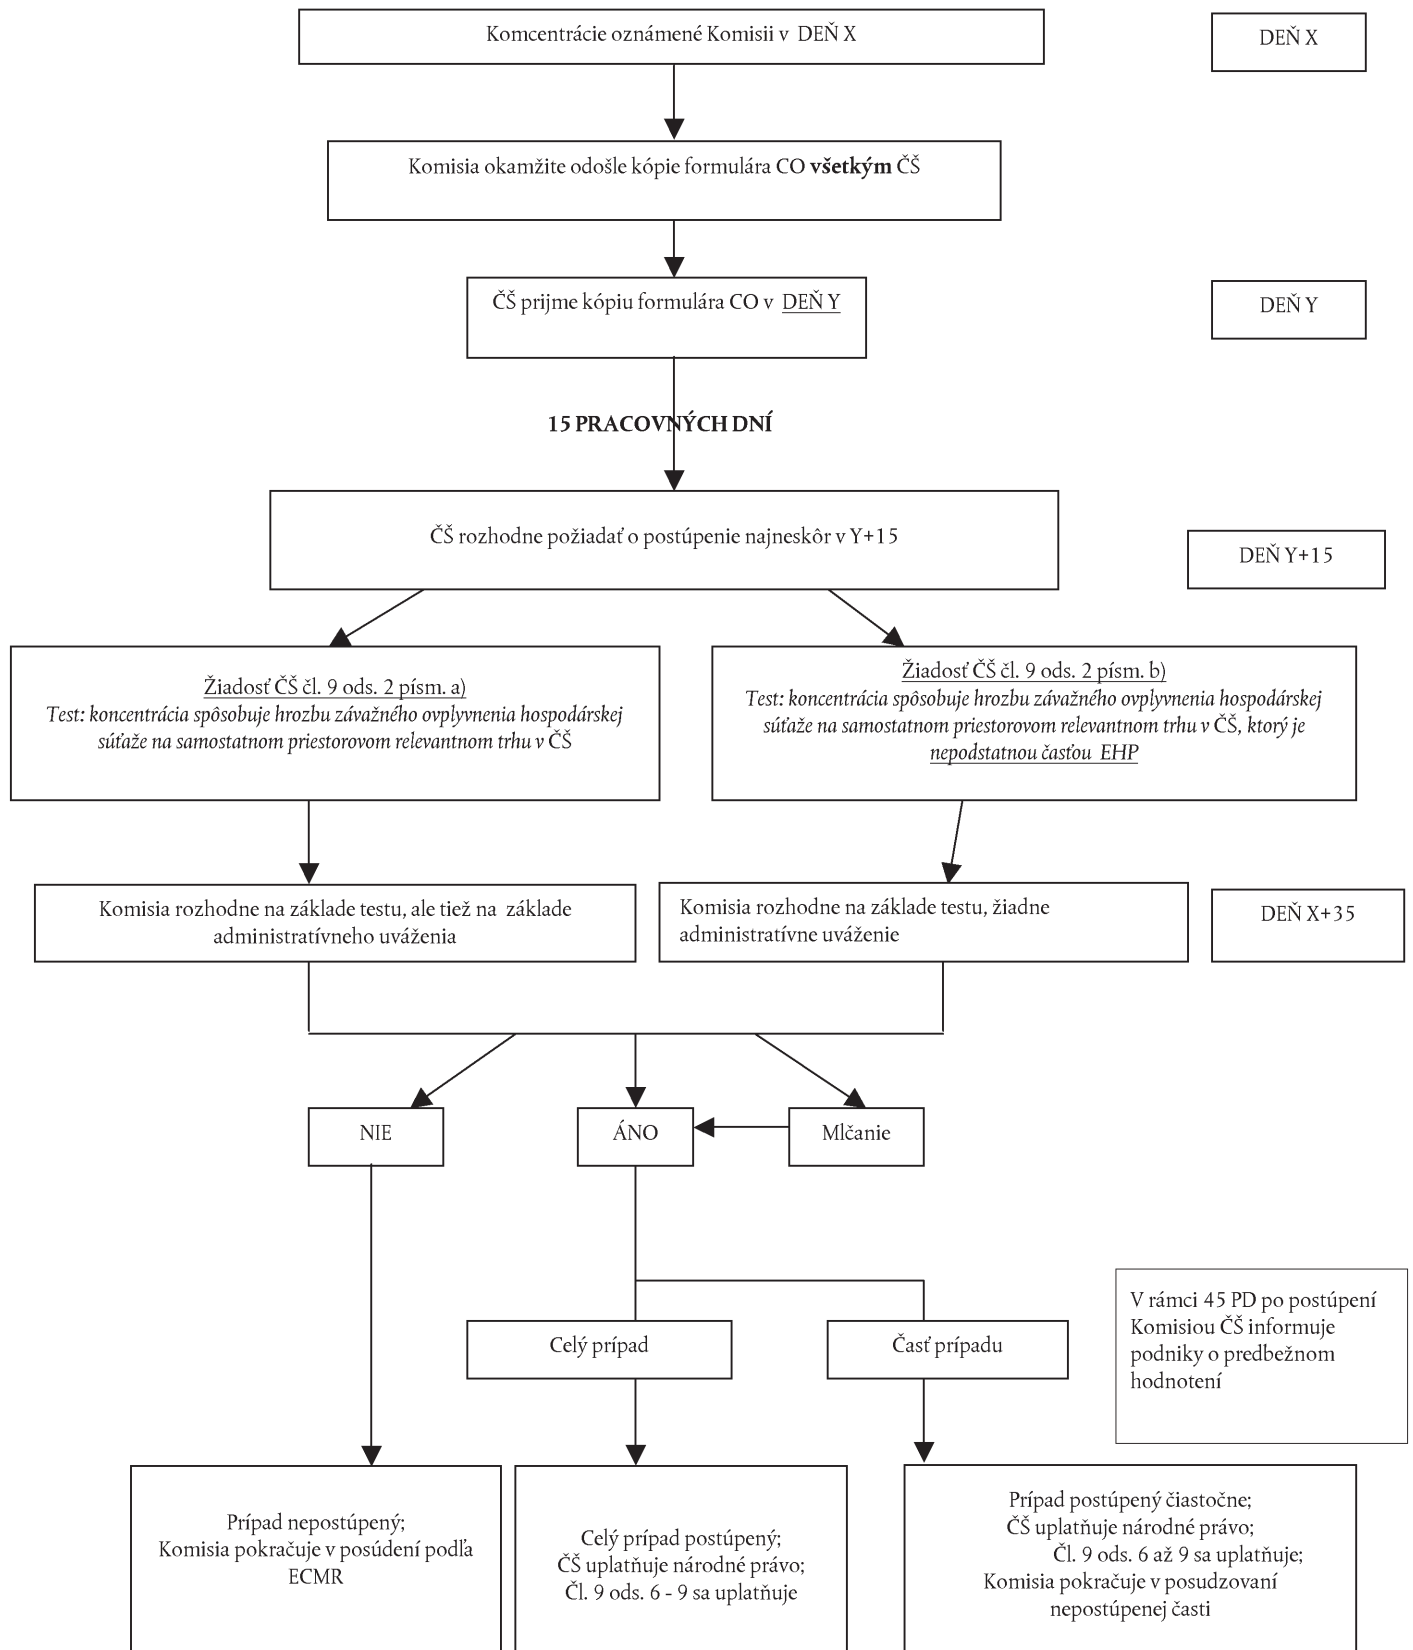 Komcentrácie oznámené Komisii v DEŇ X
DEŇ X
Komisia okamžite odošle kópie formulára CO všetkým ČŠ
ČŠ prijme kópiu formulára CO v DEŇ Y
DEŇ Y
15 PRACOVNÝCH DNÍ
ČŠ rozhodne požiadať o postúpenie najneskôr v Y+15
DEŇ Y+15
Žiadosť ČŠ čl. 9 ods. 2 písm. a)
Test: koncentrácia spôsobuje hrozbu závažného ovplyvnenia hospodárskej
súťaže na samostatnom priestorovom relevantnom trhu v ČŠ
Žiadosť ČŠ čl. 9 ods. 2 písm. b)
Test: koncentrácia spôsobuje hrozbu závažného ovplyvnenia hospodárskej
súťaže na samostatnom priestorovom relevantnom trhu v ČŠ, ktorý je
nepodstatnou časťou EHP
Komisia rozhodne na základe testu, ale tiež na základe
administratívneho uváženia
Komisia rozhodne na základe testu, žiadne
administratívne uváženie
DEŇ X+35
NIE
ÁNO
Mlčanie
Celý prípad
Časť prípadu
V rámci 45 PD po postúpení
Komisiou ČŠ informuje
podniky o predbežnom
hodnotení
Prípad nepostúpený;
Komisia pokračuje v posúdení podľa
ECMR
Celý prípad postúpený;
ČŠ uplatňuje národné právo;
Čl. 9 ods. 6 - 9 sa uplatňuje
Prípad postúpený čiastočne;
ČŠ uplatňuje národné právo;
Čl. 9 ods. 6 až 9 sa uplatňuje;
Komisia pokračuje v posudzovaní
nepostúpenej časti